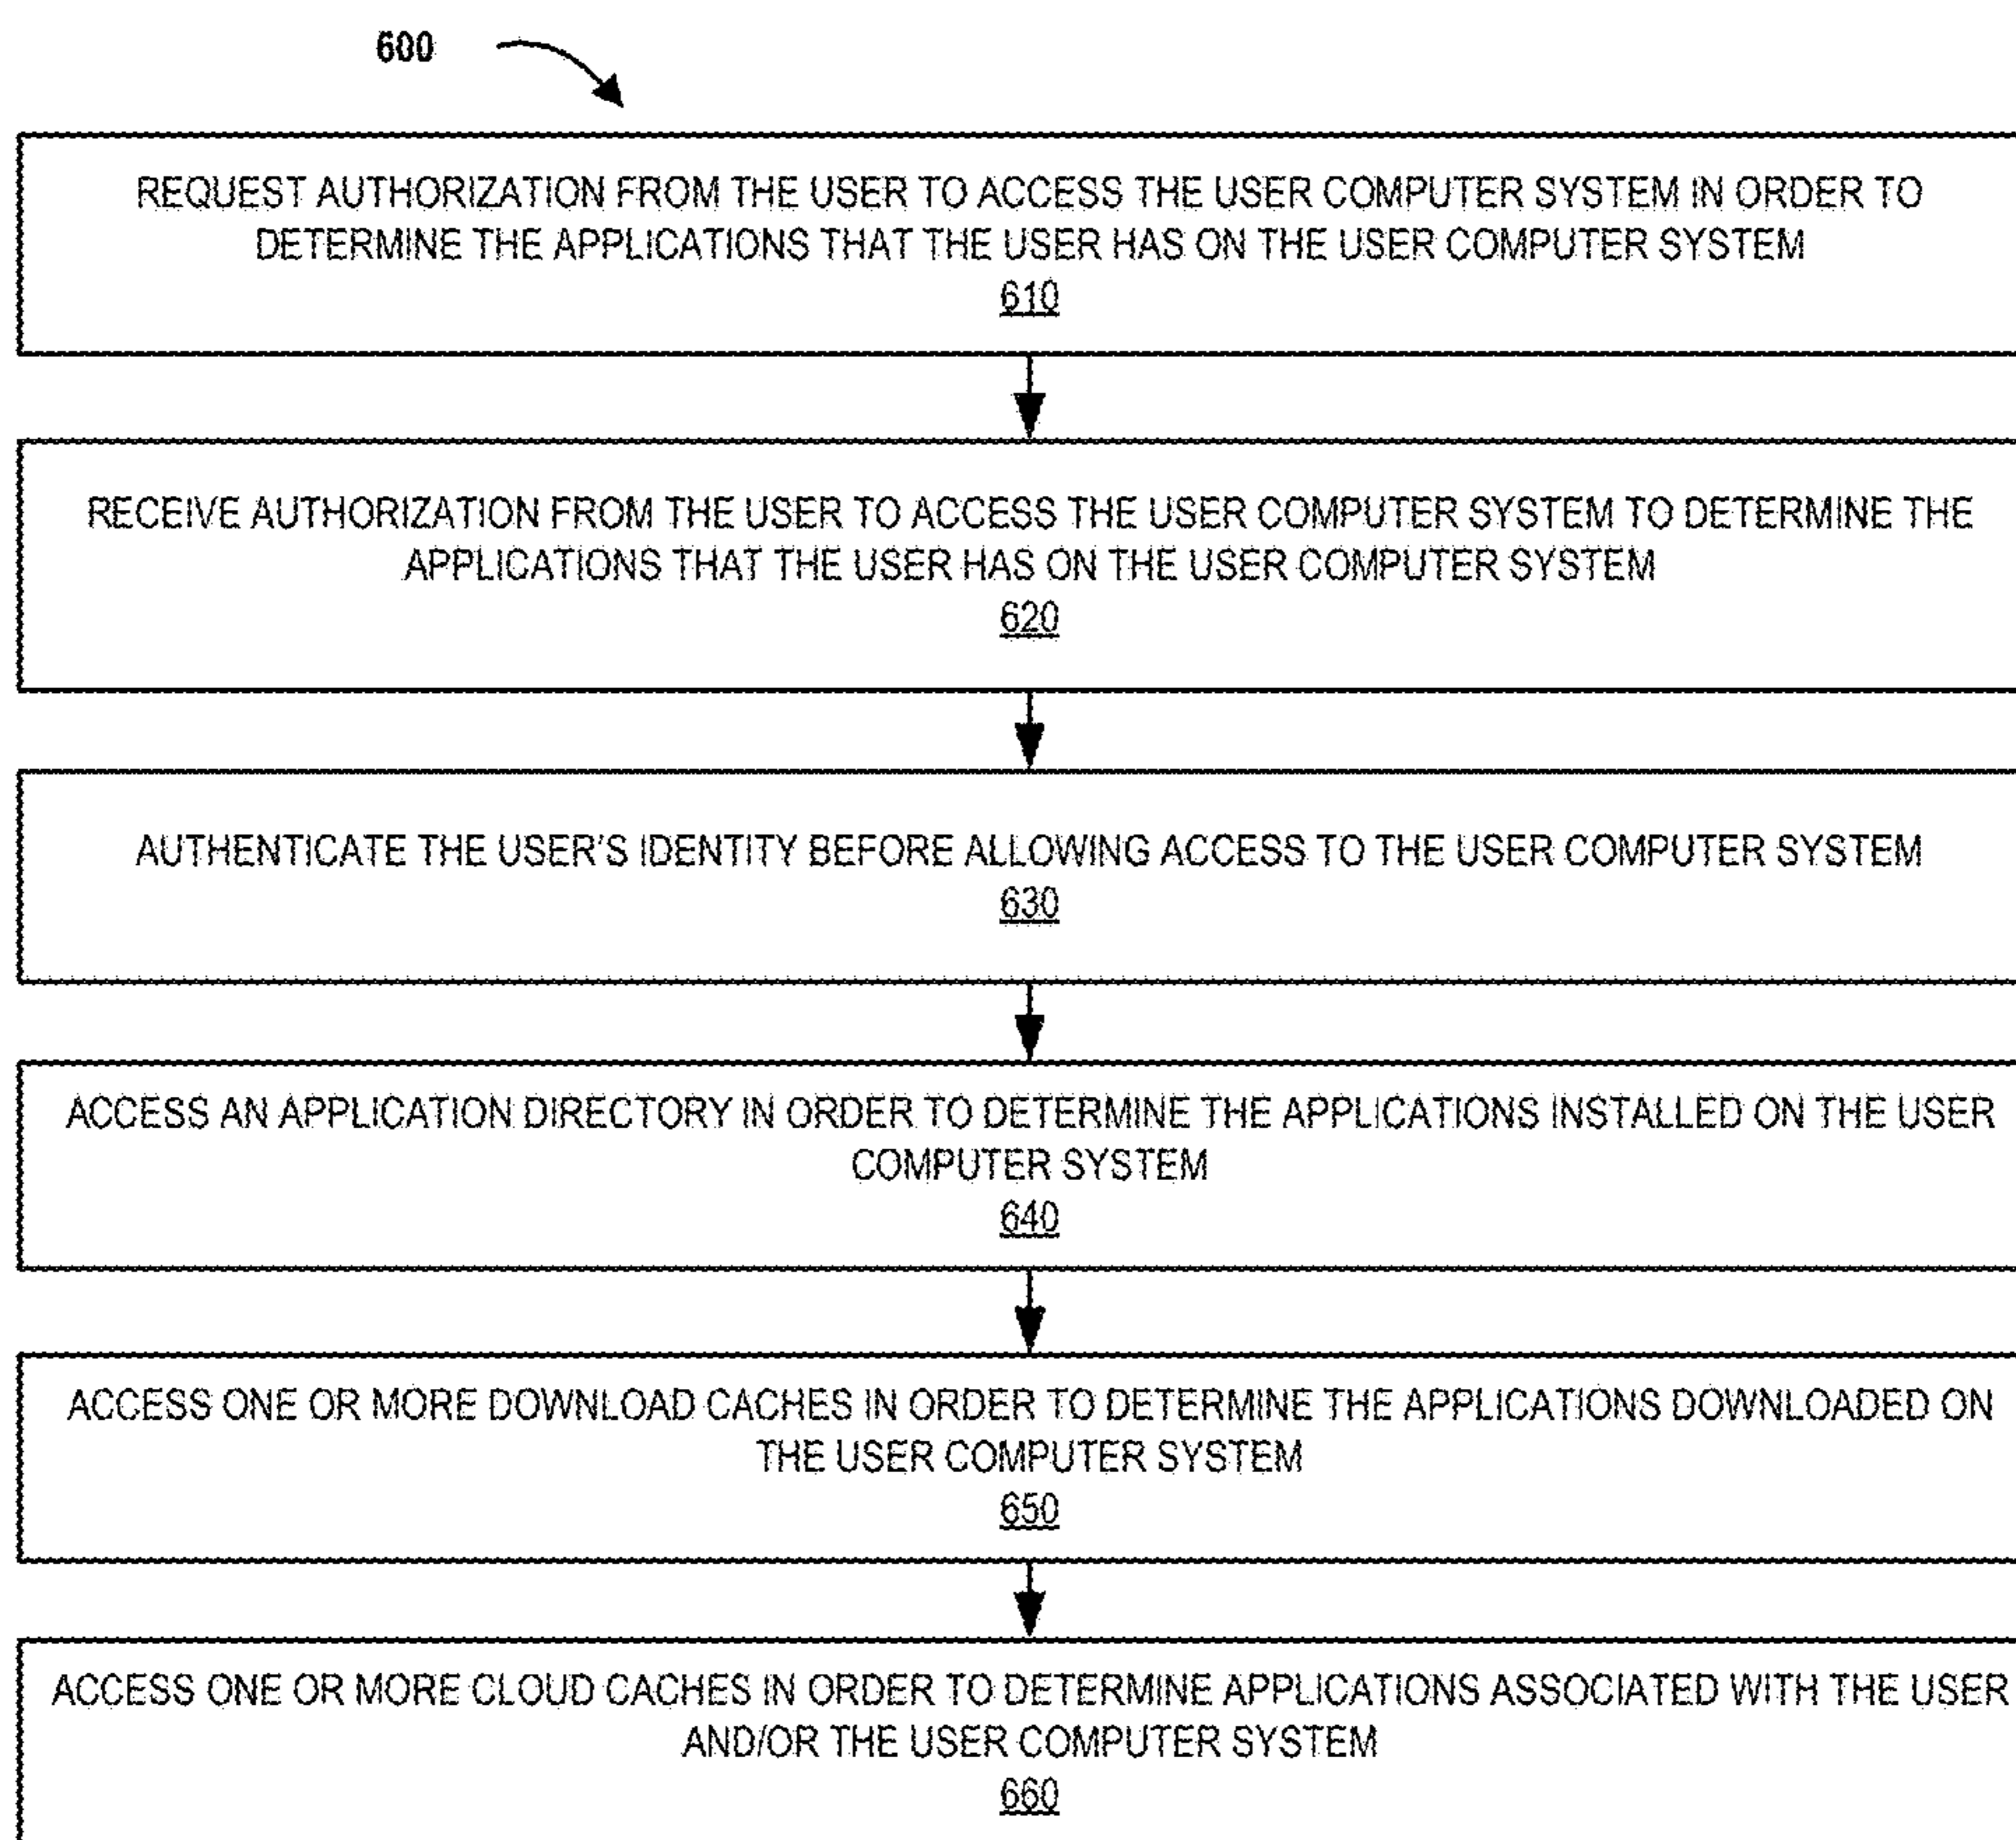 600
REQUEST AUTHORIZATION FROM THE USER TO ACCESS THE USER COMPUTER SYSTEM IN ORDER TO
DETERMINE THE APPLICATIONS THAT THE USER HAS ON THE USER COMPUTER SYSTEM
610
RECEIVE AUTHORIZATION FROM THE USER TO ACCESS THE USER COMPUTER SYSTEM TO DETERMINE THE
APPLICATIONS THAT THE USER HAS ON THE USER COMPUTER SYSTEM
620
AUTHENTICATE THE USER'S IDENTITY BEFORE ALLOWING ACCESS TO THE USER COMPUTER SYSTEM
630
ACCESS AN APPLICATION DIRECTORY IN ORDER TO DETERMINE THE APPLICATIONS INSTALLED ON THE USER
COMPUTER SYSTEM
640
ACCESS ONE OR MORE DOWNLOAD CACHES IN ORDER TO DETERMINE THE APPLICATIONS DOWNLOADED ON
THE USER COMPUTER SYSTEM
650
ACCESS ONE OR MORE CLOUD CACHES IN ORDER TO DETERMINE APPLICATIONS ASSOCIATED WITH THE USER
AND/OR THE USER COMPUTER SYSTEM
660